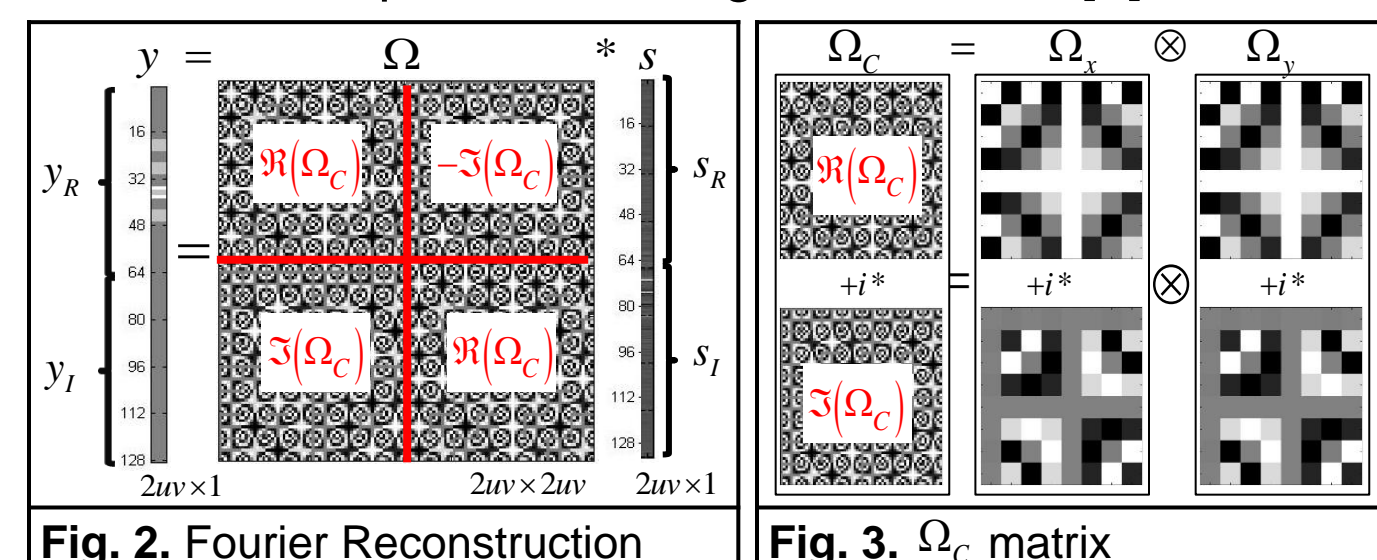 y = Ω * s
16
32
48
64
80
96
112
128
y_R
y_I
=
ℜ(Ω_C) −ℑ(Ω_C)
ℑ(Ω_C) ℜ(Ω_C)
16
32
48
64
80
96
112
128
s_R
s_I
2uv×1 2uv×2uv 2uv×1
Fig. 2. Fourier Reconstruction
Ω_C = Ω_x ⊗ Ω_y
ℜ(Ω_C)
+i* = +i* ⊗ +i*
ℑ(Ω_C)
Fig. 3. Ω_C matrix